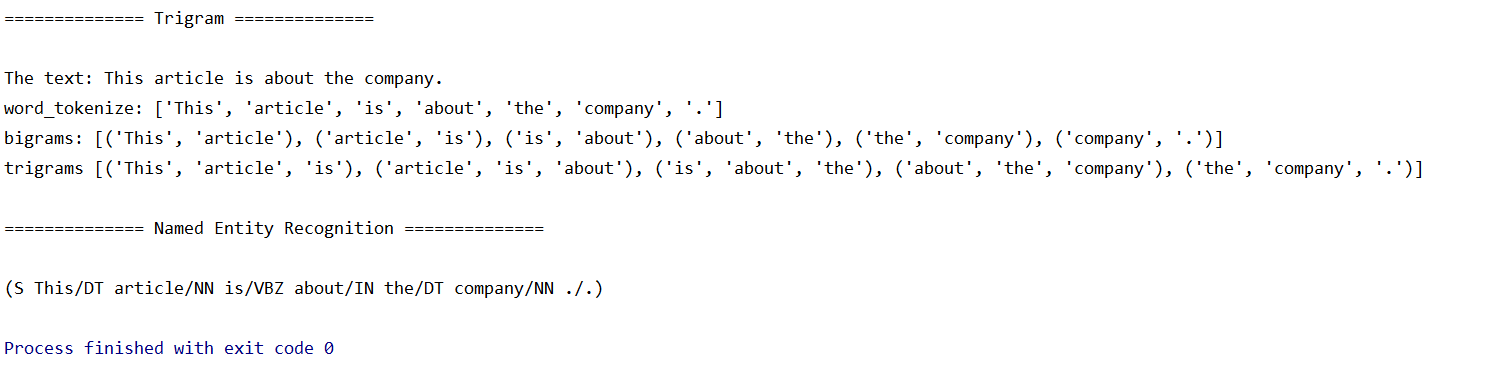 ============== Trigram ==============
The text: This article is about the company.
word_tokenize: ['This', 'article', 'is', 'about', 'the', 'company', '.']
bigrams: [('This', 'article'), ('article', 'is'), ('is', 'about'), ('about', 'the'), ('the', 'company'), ('company', '.')]
trigrams [('This', 'article', 'is'), ('article', 'is', 'about'), ('is', 'about', 'the'), ('about', 'the', 'company'), ('the', 'company', '.')]
============== Named Entity Recognition ==============
(S This/DT article/NN is/VBZ about/IN the/DT company/NN ./.)
Process finished with exit code 0